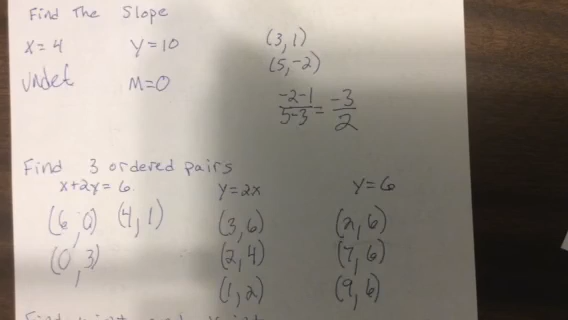 Find The Slope
x = 4 y = 10 (3, 1)
undef m = 0 (5, -2)
-2-1 / 5-3 = -3 / 2
Find 3 ordered pairs
x + 2y = 6. y = 2x y = 6
(6, 0) (4, 1) (3, 6) (2, 6)
(0, 3) (2, 4) (7, 6)
(1, 2) (9, 6)